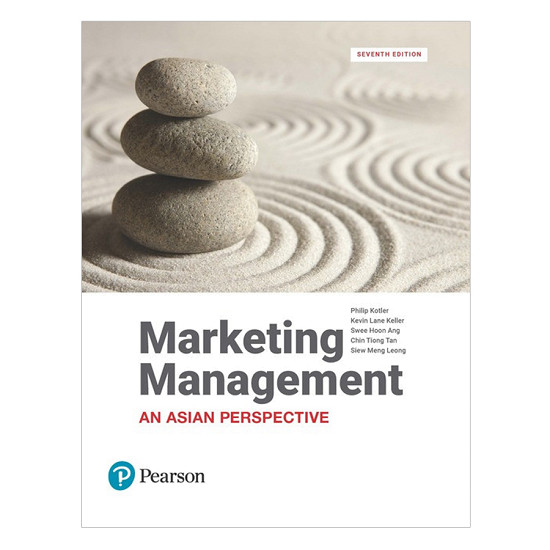 SEVENTH EDITION
Philip Kotler
Kevin Lane Keller
Swee Hoon Ang
Chin Tiong Tan
Siew Meng Leong
Marketing
Management
AN ASIAN PERSPECTIVE
P
Pearson